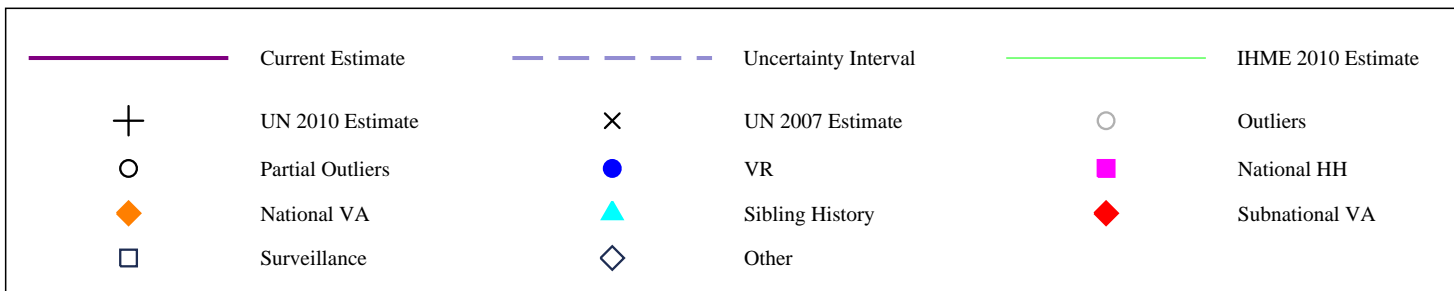 Current Estimate Uncertainty Interval IHME 2010 Estimate
UN 2010 Estimate UN 2007 Estimate Outliers
Partial Outliers VR National HH
National VA Sibling History Subnational VA
Surveillance Other